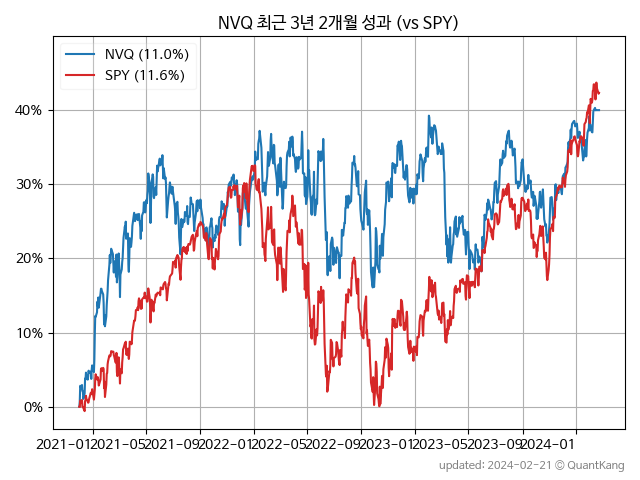 NVQ 최근 3년 2개월 성과 (vs SPY)
NVQ (11.0%)
SPY (11.6%)
40%
30%
20%
10%
0%
2021-01 2021-05 2021-09 2022-01 2022-05 2022-09 2023-01 2023-05 2023-09 2024-01
updated: 2024-02-21 © QuantKang